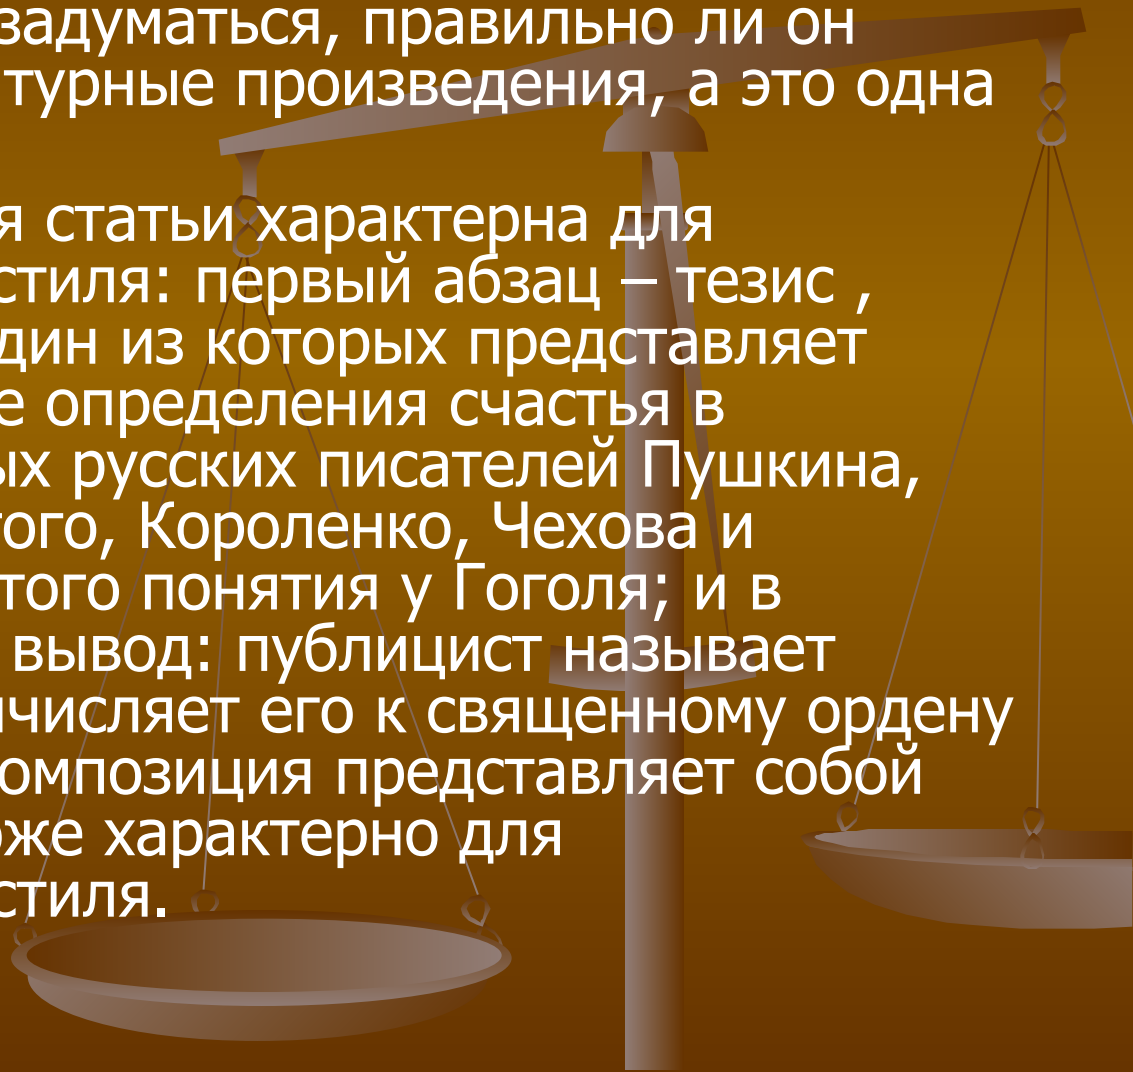 задуматься, правильно ли он
турные произведения, а это одна
я статьи характерна для
стиля: первый абзац – тезис ,
дин из которых представляет
е определения счастья в
ых русских писателей Пушкина,
того, Короленко, Чехова и
того понятия у Гоголя; и в
вывод: публицист называет
ичисляет его к священному ордену
омпозиция представляет собой
оже характерно для
стиля.